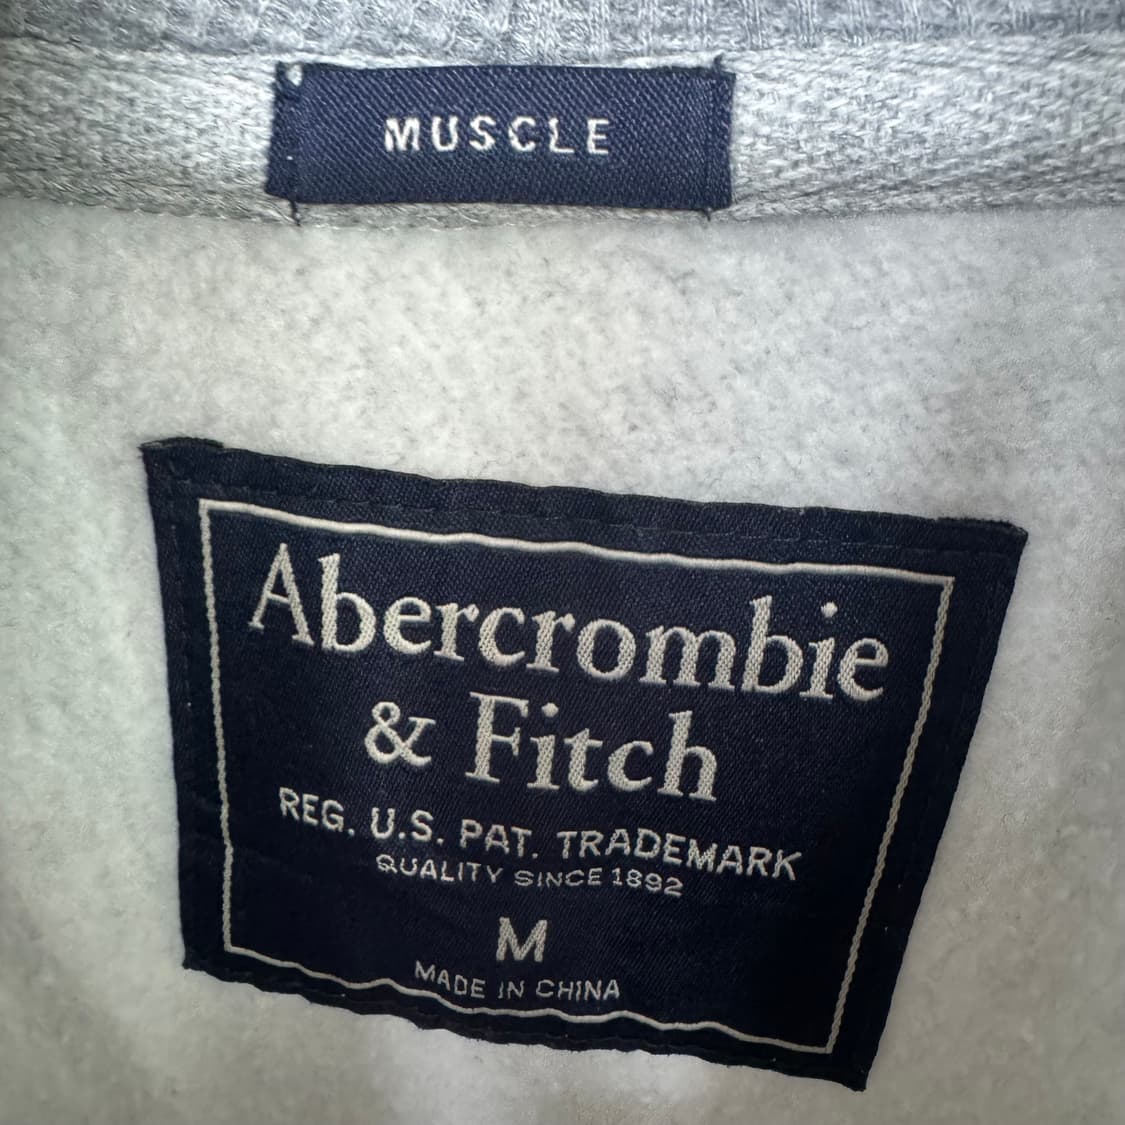 MUSCLE
Abercrombie
& Fitch
REG. U.S. PAT. TRADEMARK
QUALITY SINCE 1892
M
MADE IN CHINA